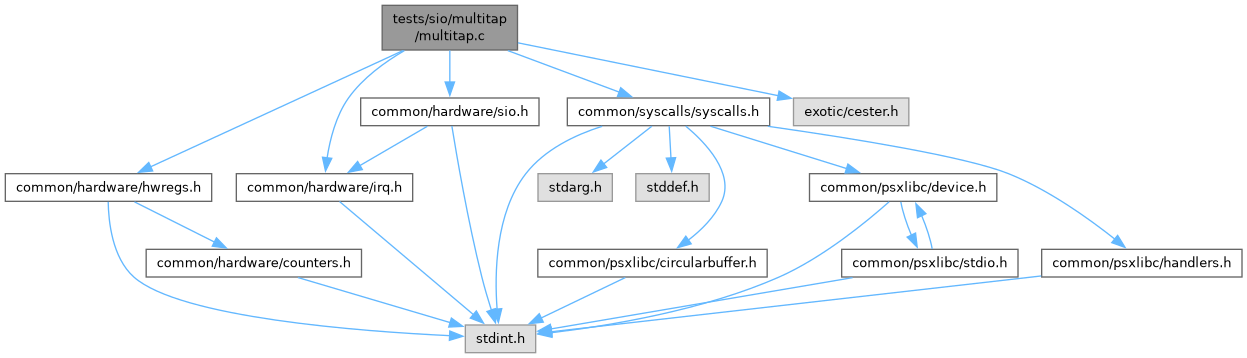 tests/sio/multitap
/multitap.c
common/hardware/sio.h
common/syscalls/syscalls.h
exotic/cester.h
common/hardware/hwregs.h
common/hardware/irq.h
stdarg.h
stddef.h
common/psxlibc/device.h
common/hardware/counters.h
common/psxlibc/circularbuffer.h
common/psxlibc/stdio.h
common/psxlibc/handlers.h
stdint.h